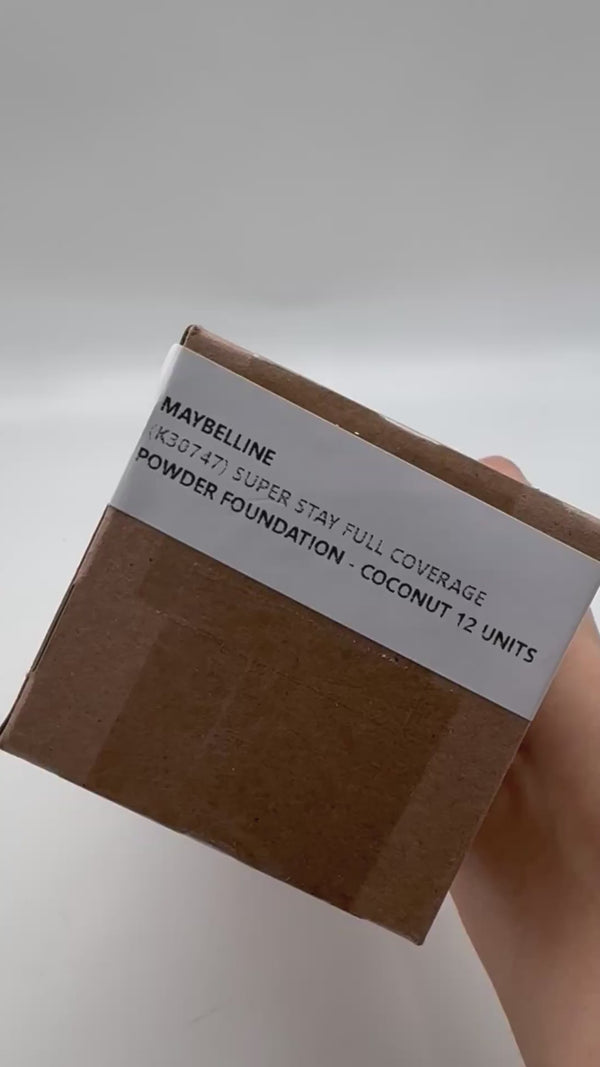 MAYBELLINE
(K30747) SUPER STAY FULL COVERAGE
POWDER FOUNDATION - COCONUT 12 UNITS